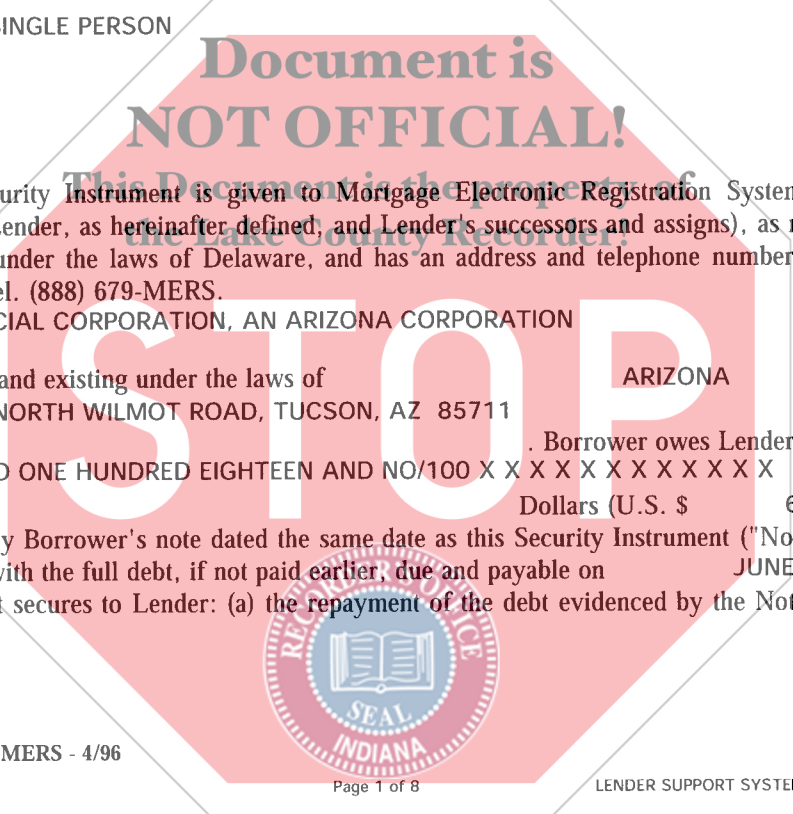 SINGLE PERSON
Document is
NOT OFFICIAL!
This Document is the property of
the Lake County Recorder!
urity Instrument is given to Mortgage Electronic Registration System
Lender, as hereinafter defined, and Lender's successors and assigns), as
under the laws of Delaware, and has an address and telephone number
el. (888) 679-MERS.
CIAL CORPORATION, AN ARIZONA CORPORATION
and existing under the laws of ARIZONA
NORTH WILMOT ROAD, TUCSON, AZ 85711
. Borrower owes Lender
D ONE HUNDRED EIGHTEEN AND NO/100 X X X X X X X X X X X X
Dollars (U.S. $ 6
STOP
y Borrower's note dated the same date as this Security Instrument ("No
with the full debt, if not paid earlier, due and payable on JUNE
t secures to Lender: (a) the repayment of the debt evidenced by the Not
RECORDER'S OFFICE
SEAL
INDIANA
MERS - 4/96
Page 1 of 8
LENDER SUPPORT SYSTE